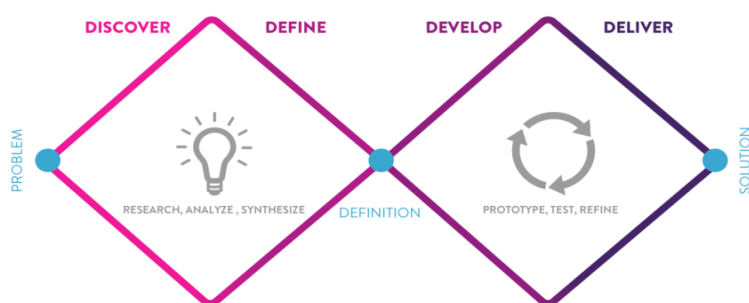 DISCOVER
DEFINE
DEVELOP
DELIVER
PROBLEM
RESEARCH, ANALYZE , SYNTHESIZE
DEFINITION
PROTOTYPE, TEST, REFINE
SOLUTION